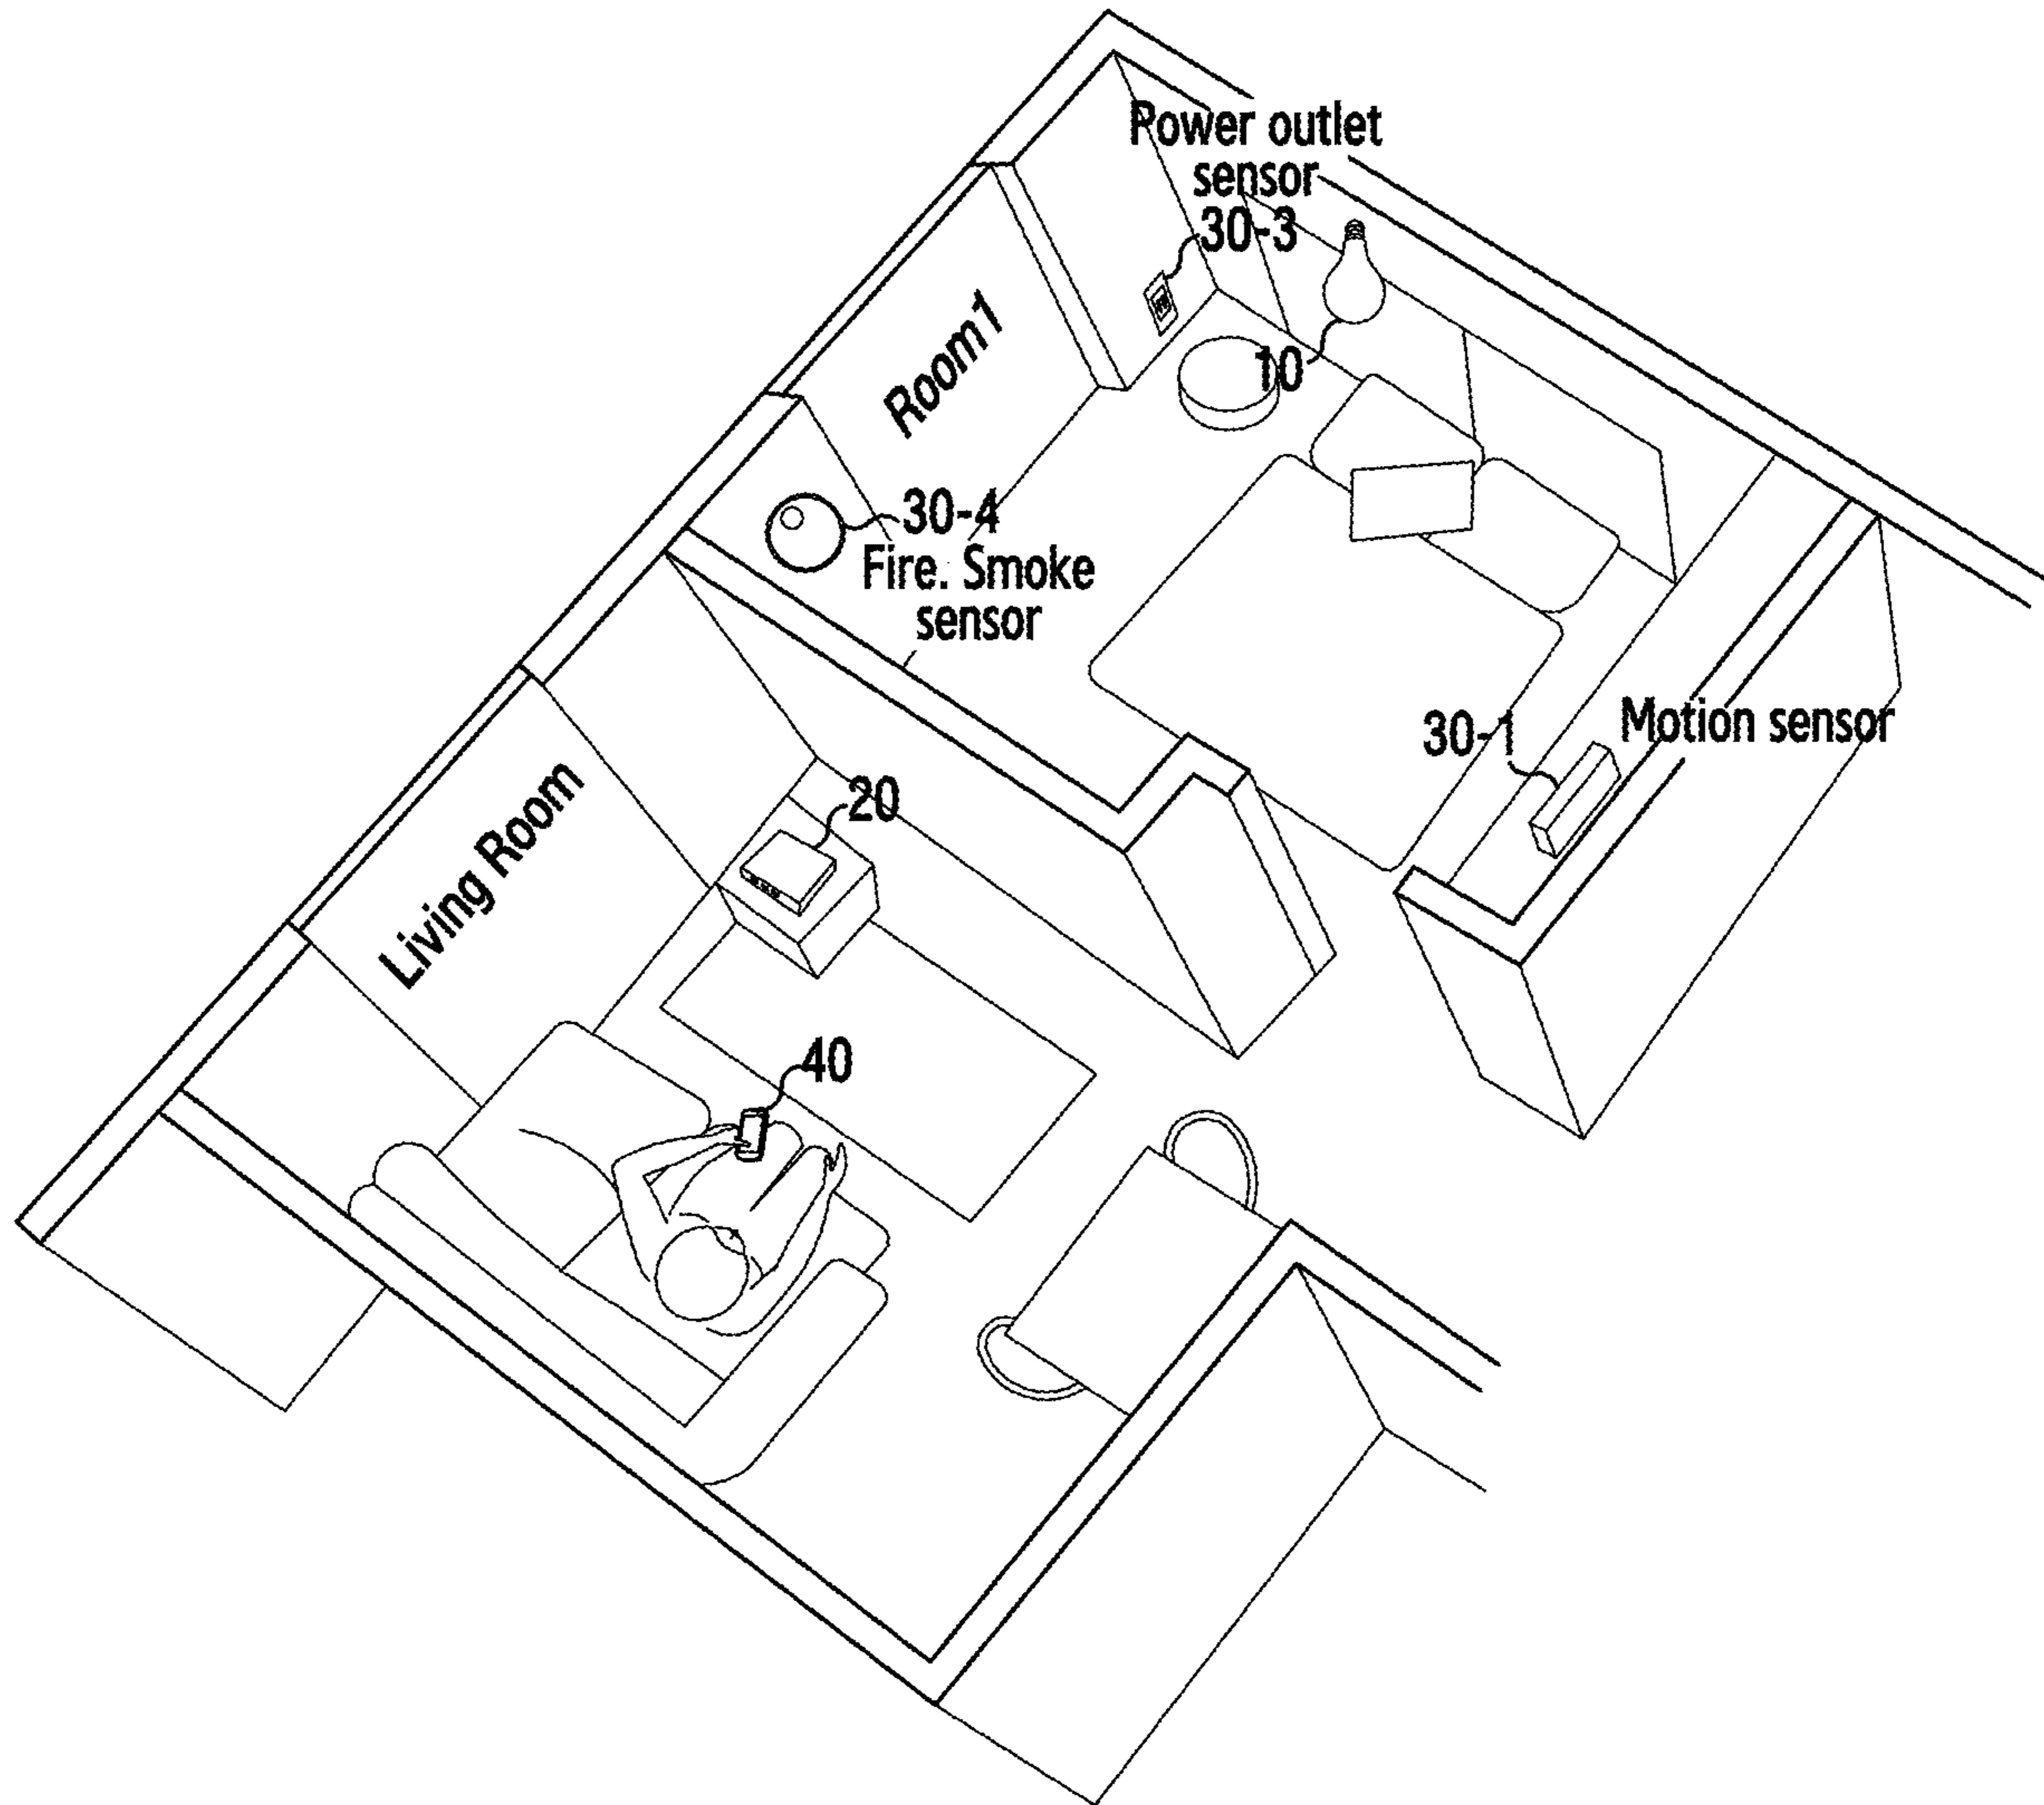 Power outlet
sensor
30-3
10
Room1
30-4
Fire. Smoke
sensor
30-1
Motion sensor
20
Living Room
40